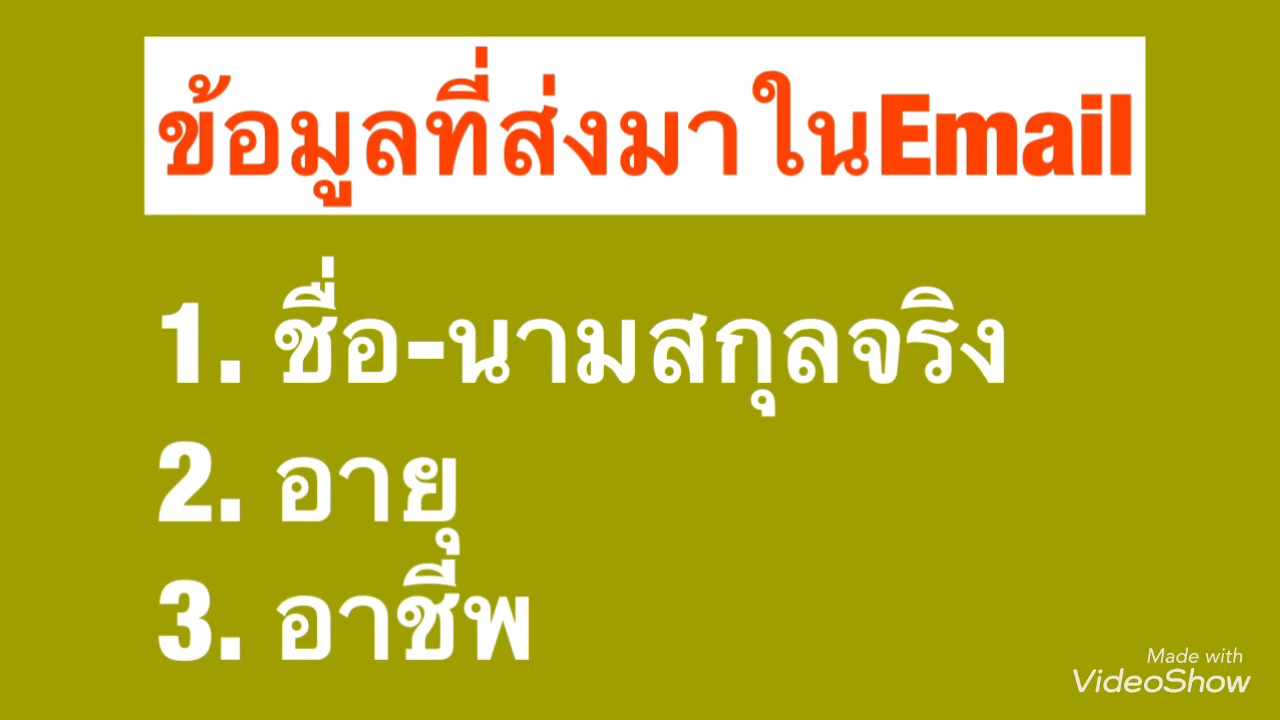 ข้อมูลที่ส่งมา ในEmail
1. ชื่อ-นามสกุลจริง
2. อายุ
3. อาชีพ
Made with
VideoShow